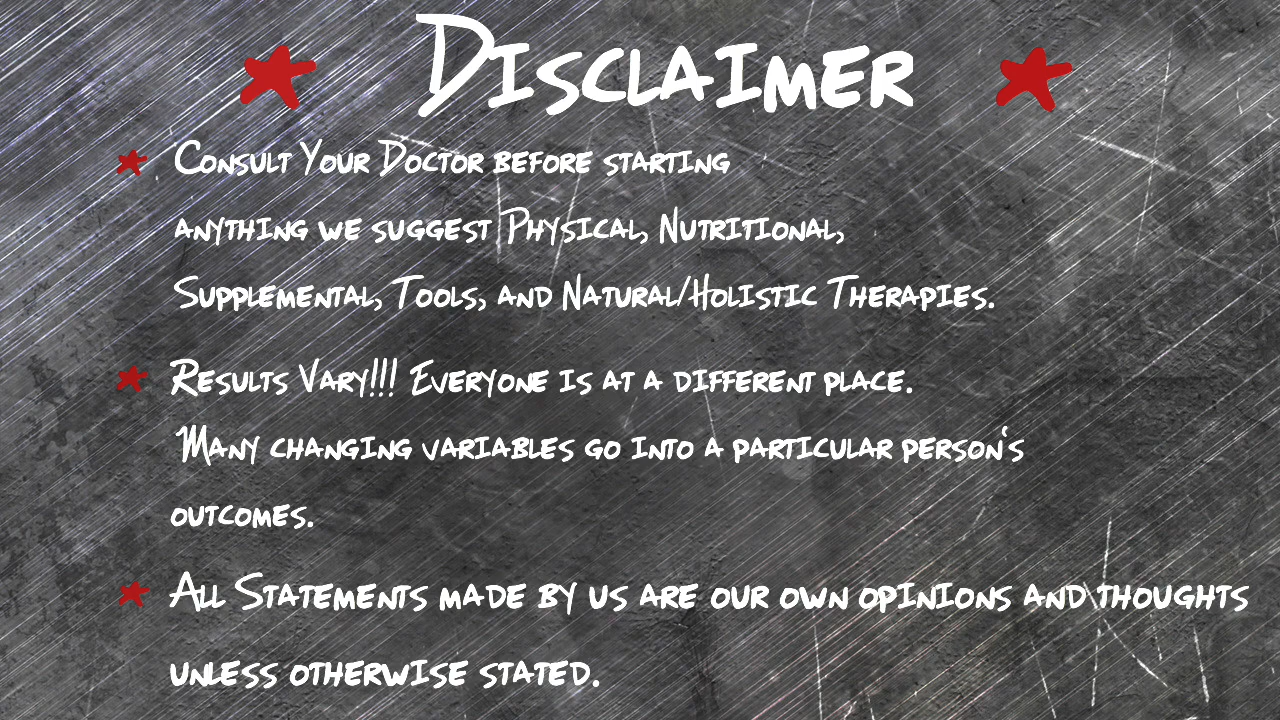 Disclaimer
Consult Your Doctor before starting
anything we suggest Physical, Nutritional,
Supplemental, Tools, and Natural/Holistic Therapies.
Results Vary!!! Everyone is at a different place.
Many changing variables go into a particular person's
outcomes.
All Statements made by us are our own opinions and thoughts
unless otherwise stated.